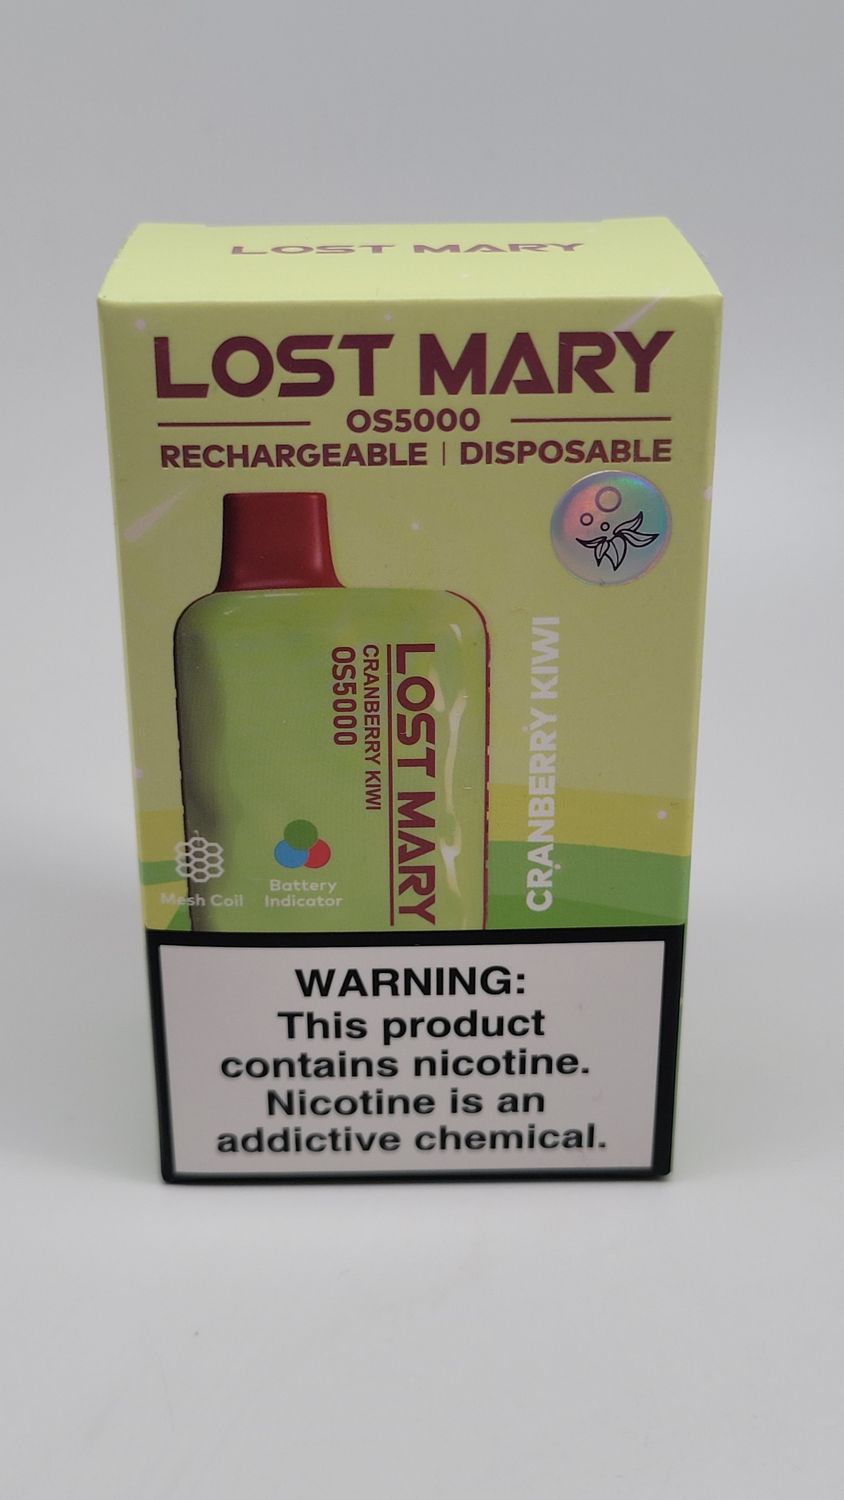 LOST MARY
LOST MARY
OS5000
RECHARGEABLE | DISPOSABLE
LOST MARY
CRANBERRY KIWI
OS5000
CRANBERRY KIWI
Mesh Coil
Battery
Indicator
WARNING:
This product
contains nicotine.
Nicotine is an
addictive chemical.